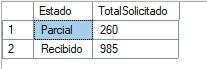 Estado TotalSolicitado
1 Parcial 260
2 Recibido 985